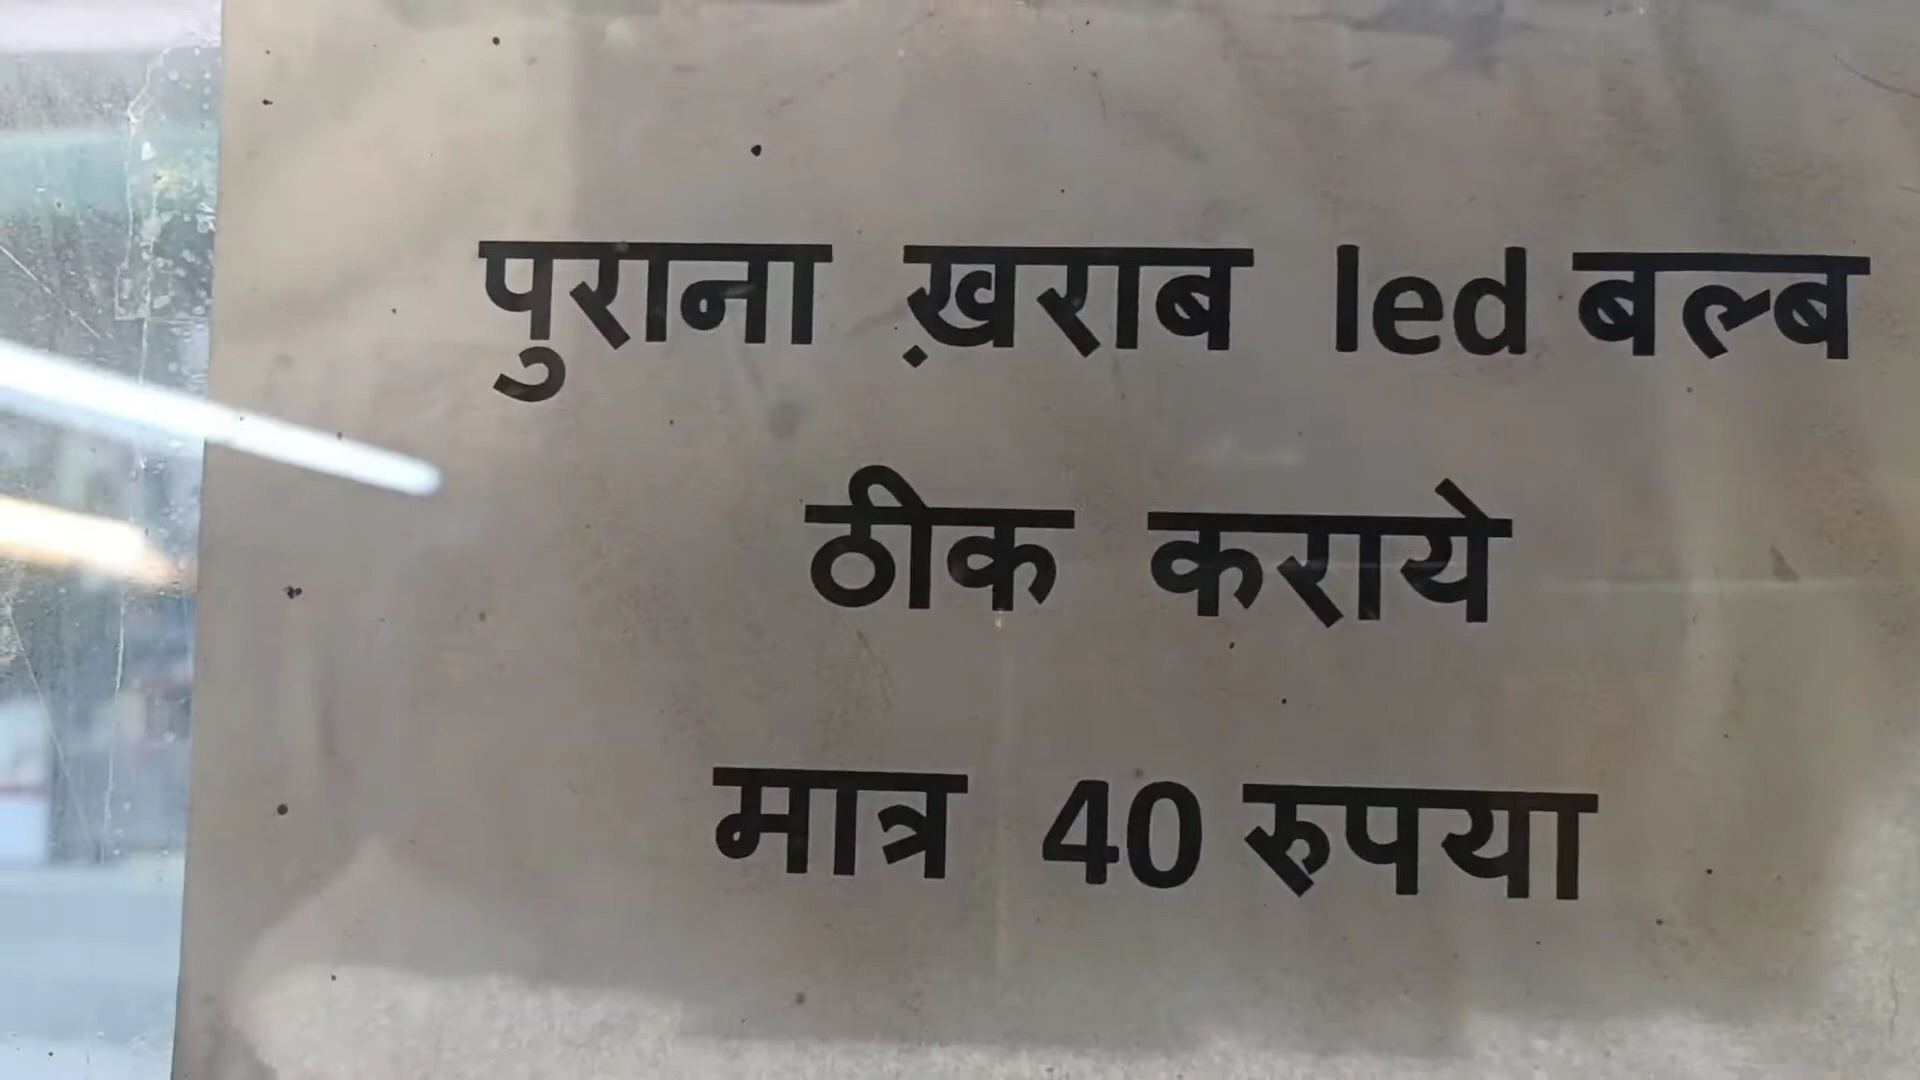 पुराना ख़राब led बल्ब
ठीक कराये
मात्र 40 रुपया